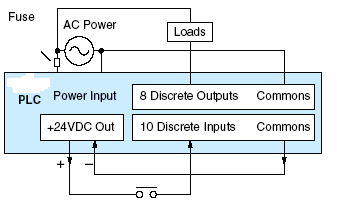 Fuse
AC Power
Loads
PLC
Power Input
8 Discrete Outputs Commons
+24VDC Out
10 Discrete Inputs Commons
+ −